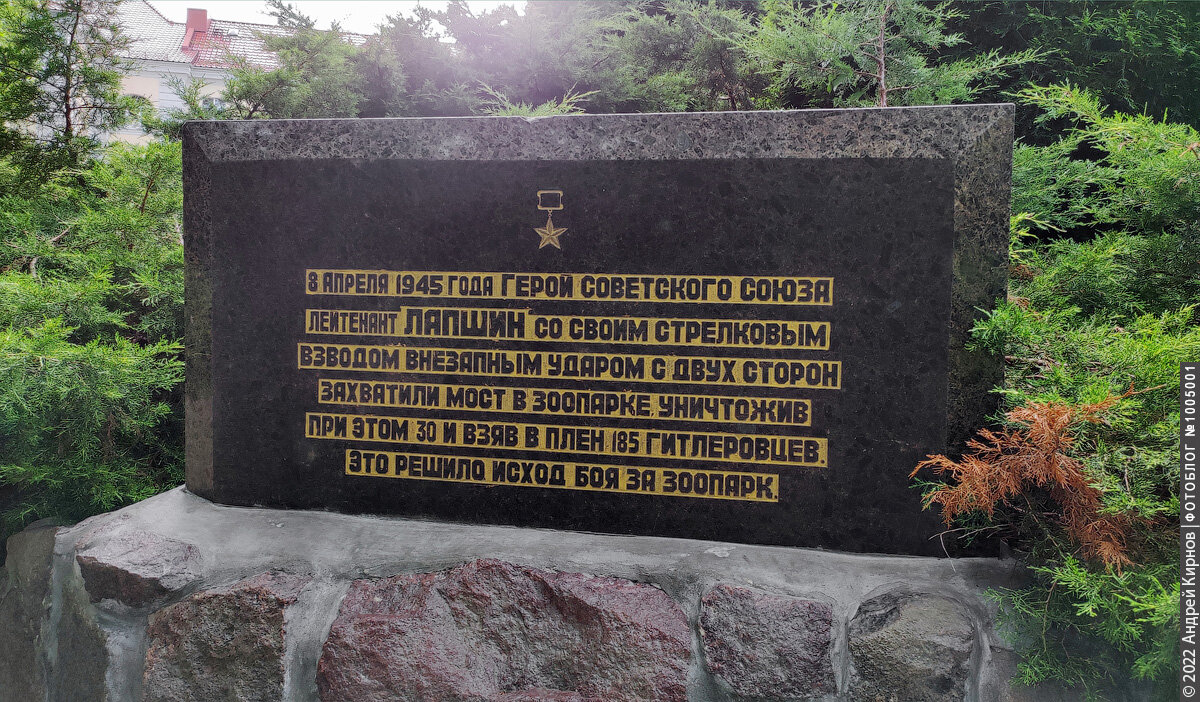 8 АПРЕЛЯ 1945 ГОДА ГЕРОЙ СОВЕТСКОГО СОЮЗА
ЛЕЙТЕНАНТ ЛАПШИН СО СВОИМ СТРЕЛКОВЫМ
ВЗВОДОМ ВНЕЗАПНЫМ УДАРОМ С ДВУХ СТОРОН
ЗАХВАТИЛИ МОСТ В ЗООПАРКЕ, УНИЧТОЖИВ
ПРИ ЭТОМ 30 И ВЗЯВ В ПЛЕН 185 ГИТЛЕРОВЦЕВ.
ЭТО РЕШИЛО ИСХОД БОЯ ЗА ЗООПАРК.
© 2022 Андрей Кирнов | ФОТОБЛОГ № 1005001